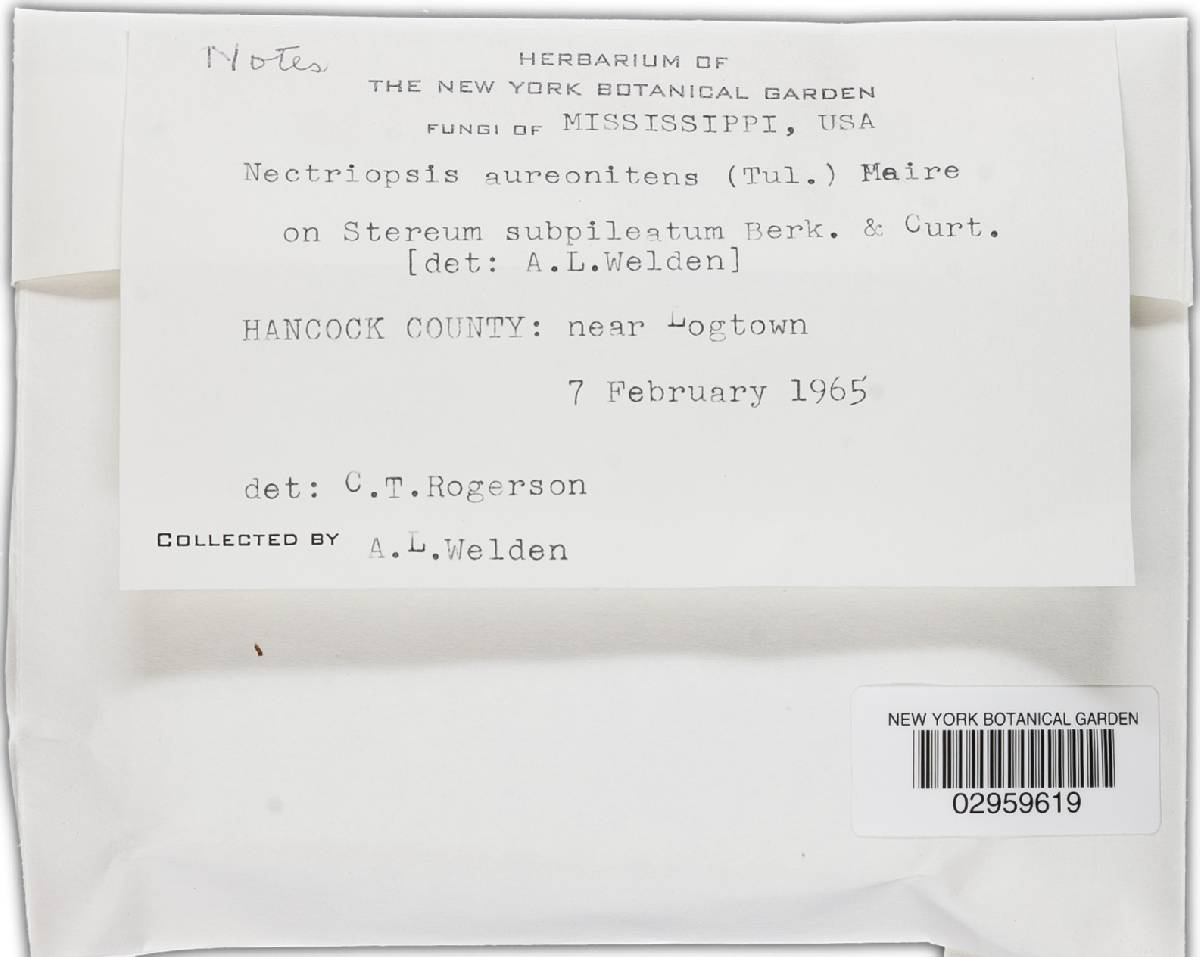 Notes
HERBARIUM OF
THE NEW YORK BOTANICAL GARDEN
FUNGI OF MISSISSIPPI, USA
Nectriopsis aureonitens (Tul.) Maire
on Stereum subpileatum Berk. & Curt.
[det: A.L.Welden]
HANCOCK COUNTY: near Logtown
7 February 1965
det: C.T.Rogerson
COLLECTED BY A.L.Welden
NEW YORK BOTANICAL GARDEN
02959619